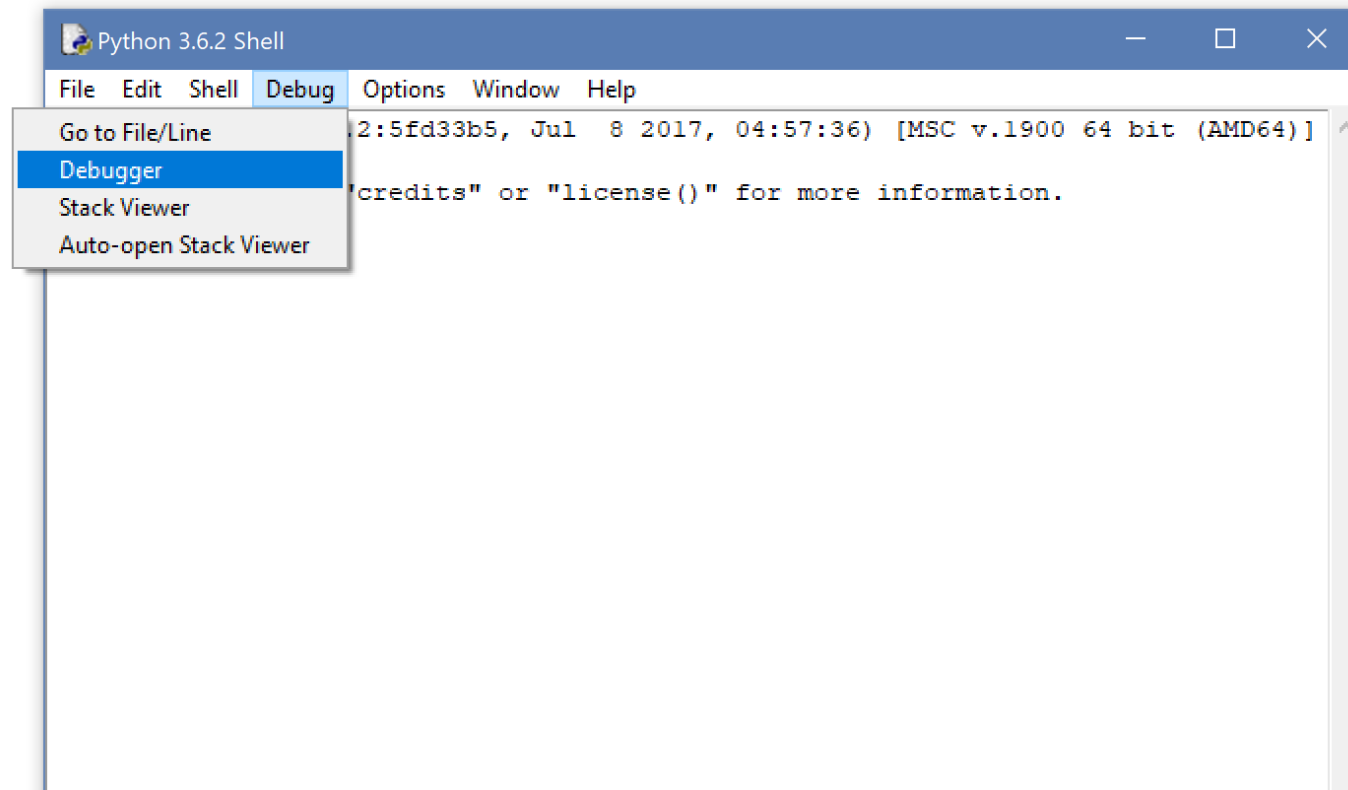 Python 3.6.2 Shell
File Edit Shell Debug Options Window Help
Go to File/Line
Debugger
Stack Viewer
Auto-open Stack Viewer
.2:5fd33b5, Jul  8 2017, 04:57:36) [MSC v.1900 64 bit (AMD64)]
"credits" or "license()" for more information.